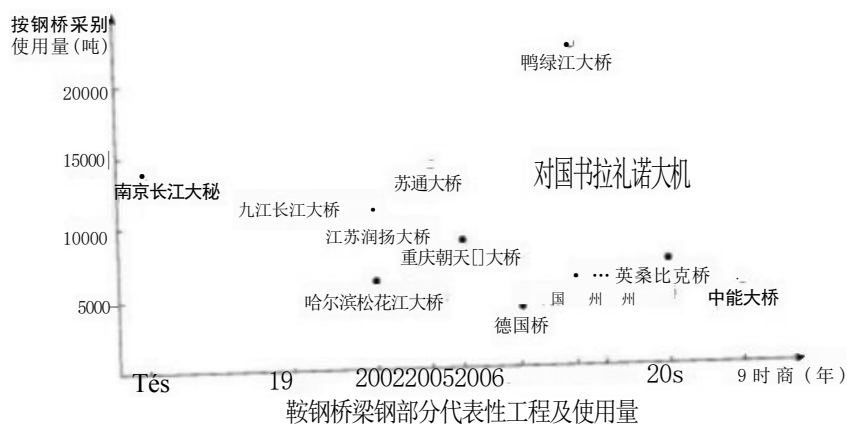 按钢桥采别
使用量(吨)
鸭绿江大桥
20000
15000
苏通大桥
对国书拉礼诺大机
南京长江大秘
九江长江大桥
10000
江苏润扬大桥
重庆朝天[]大桥
英桑比克桥
哈尔滨松花江大桥
国 州 州
中能大桥
5000
德国桥
Tés
19
200220052006
20s
9时商(年)
鞍钢桥梁钢部分代表性工程及使用量